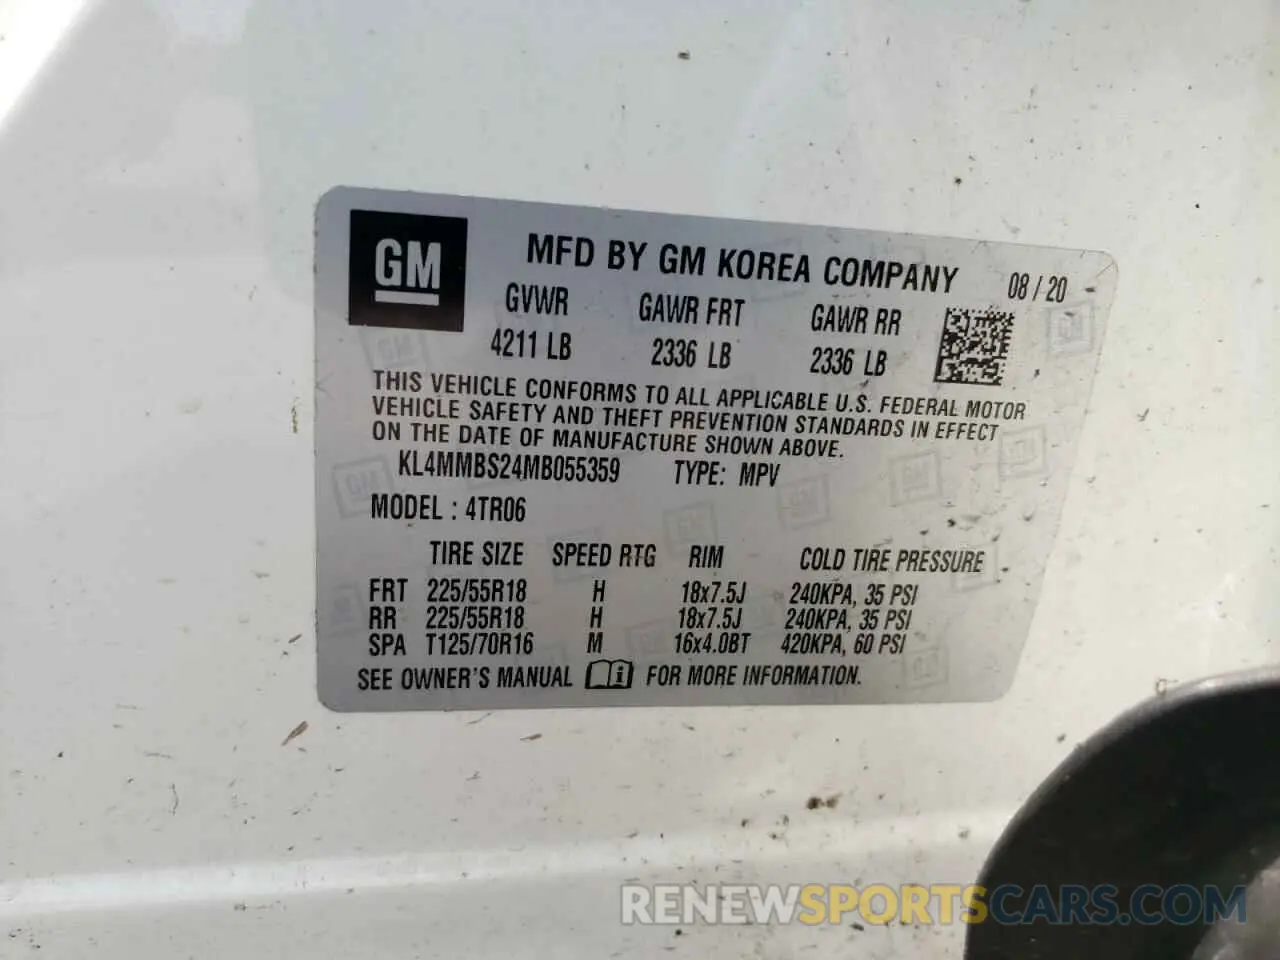 GM
MFD BY GM KOREA COMPANY 08 / 20
GVWR GAWR FRT GAWR RR
4211 LB 2336 LB 2336 LB
THIS VEHICLE CONFORMS TO ALL APPLICABLE U.S. FEDERAL MOTOR
VEHICLE SAFETY AND THEFT PREVENTION STANDARDS IN EFFECT
ON THE DATE OF MANUFACTURE SHOWN ABOVE.
KL4MMBS24MB055359 TYPE: MPV
MODEL : 4TR06
TIRE SIZE SPEED RTG RIM COLD TIRE PRESSURE
FRT 225/55R18 H 18x7.5J 240KPA, 35 PSI
RR 225/55R18 H 18x7.5J 240KPA, 35 PSI
SPA T125/70R16 M 16x4.0BT 420KPA, 60 PSI
SEE OWNER'S MANUAL i FOR MORE INFORMATION.
RENEWSPORTSCARS.COM